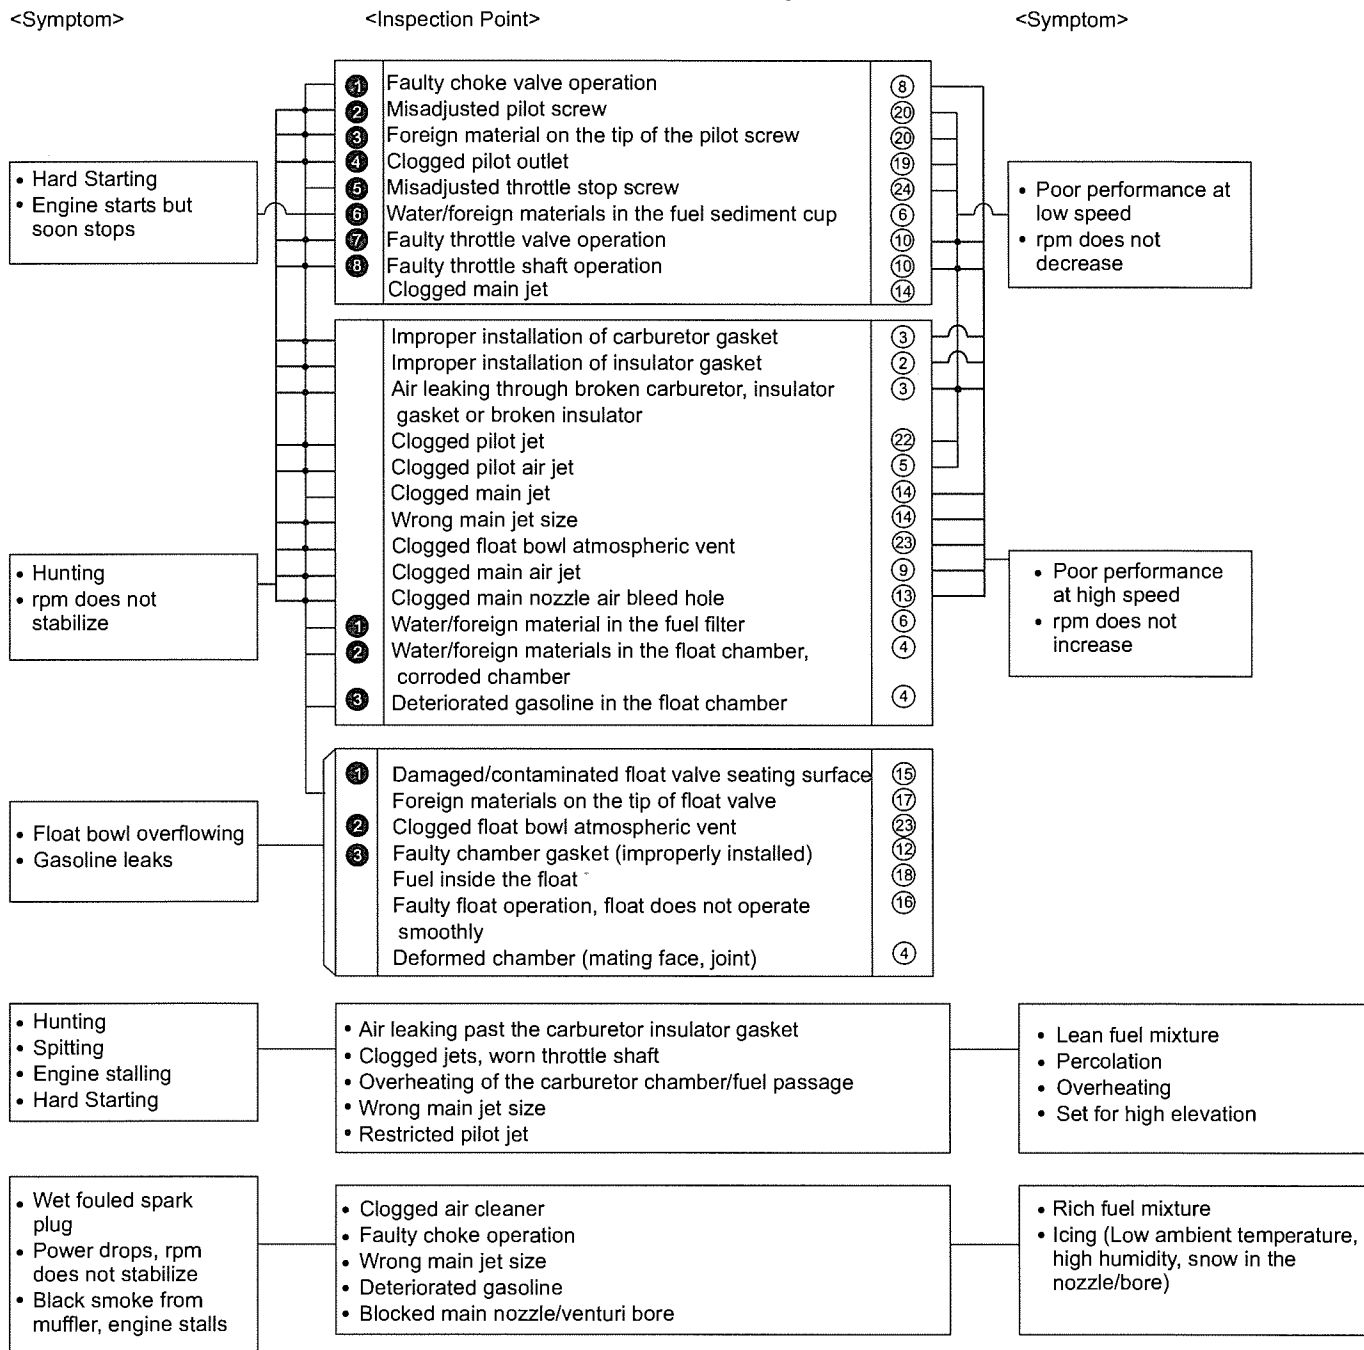 <Symptom>
<Inspection Point>
<Symptom>
• Hard Starting
• Engine starts but
soon stops
1 Faulty choke valve operation 8
2 Misadjusted pilot screw 20
3 Foreign material on the tip of the pilot screw 20
4 Clogged pilot outlet 19
5 Misadjusted throttle stop screw 24
6 Water/foreign materials in the fuel sediment cup 6
7 Faulty throttle valve operation 10
8 Faulty throttle shaft operation 10
Clogged main jet 14
• Poor performance at
low speed
• rpm does not
decrease
Improper installation of carburetor gasket 3
Improper installation of insulator gasket 2
Air leaking through broken carburetor, insulator 3
gasket or broken insulator
Clogged pilot jet 22
Clogged pilot air jet 5
Clogged main jet 14
Wrong main jet size 14
Clogged float bowl atmospheric vent 23
Clogged main air jet 9
Clogged main nozzle air bleed hole 13
1 Water/foreign material in the fuel filter 6
2 Water/foreign materials in the float chamber, 4
corroded chamber
3 Deteriorated gasoline in the float chamber 4
• Hunting
• rpm does not
stabilize
• Poor performance
at high speed
• rpm does not
increase
• Float bowl overflowing
• Gasoline leaks
1 Damaged/contaminated float valve seating surface 15
Foreign materials on the tip of float valve 17
2 Clogged float bowl atmospheric vent 23
3 Faulty chamber gasket (improperly installed) 12
Fuel inside the float 18
Faulty float operation, float does not operate 16
smoothly
Deformed chamber (mating face, joint) 4
• Hunting
• Spitting
• Engine stalling
• Hard Starting
• Air leaking past the carburetor insulator gasket
• Clogged jets, worn throttle shaft
• Overheating of the carburetor chamber/fuel passage
• Wrong main jet size
• Restricted pilot jet
• Lean fuel mixture
• Percolation
• Overheating
• Set for high elevation
• Wet fouled spark
plug
• Power drops, rpm
does not stabilize
• Black smoke from
muffler, engine stalls
• Clogged air cleaner
• Faulty choke operation
• Wrong main jet size
• Deteriorated gasoline
• Blocked main nozzle/venturi bore
• Rich fuel mixture
• Icing (Low ambient temperature,
high humidity, snow in the
nozzle/bore)